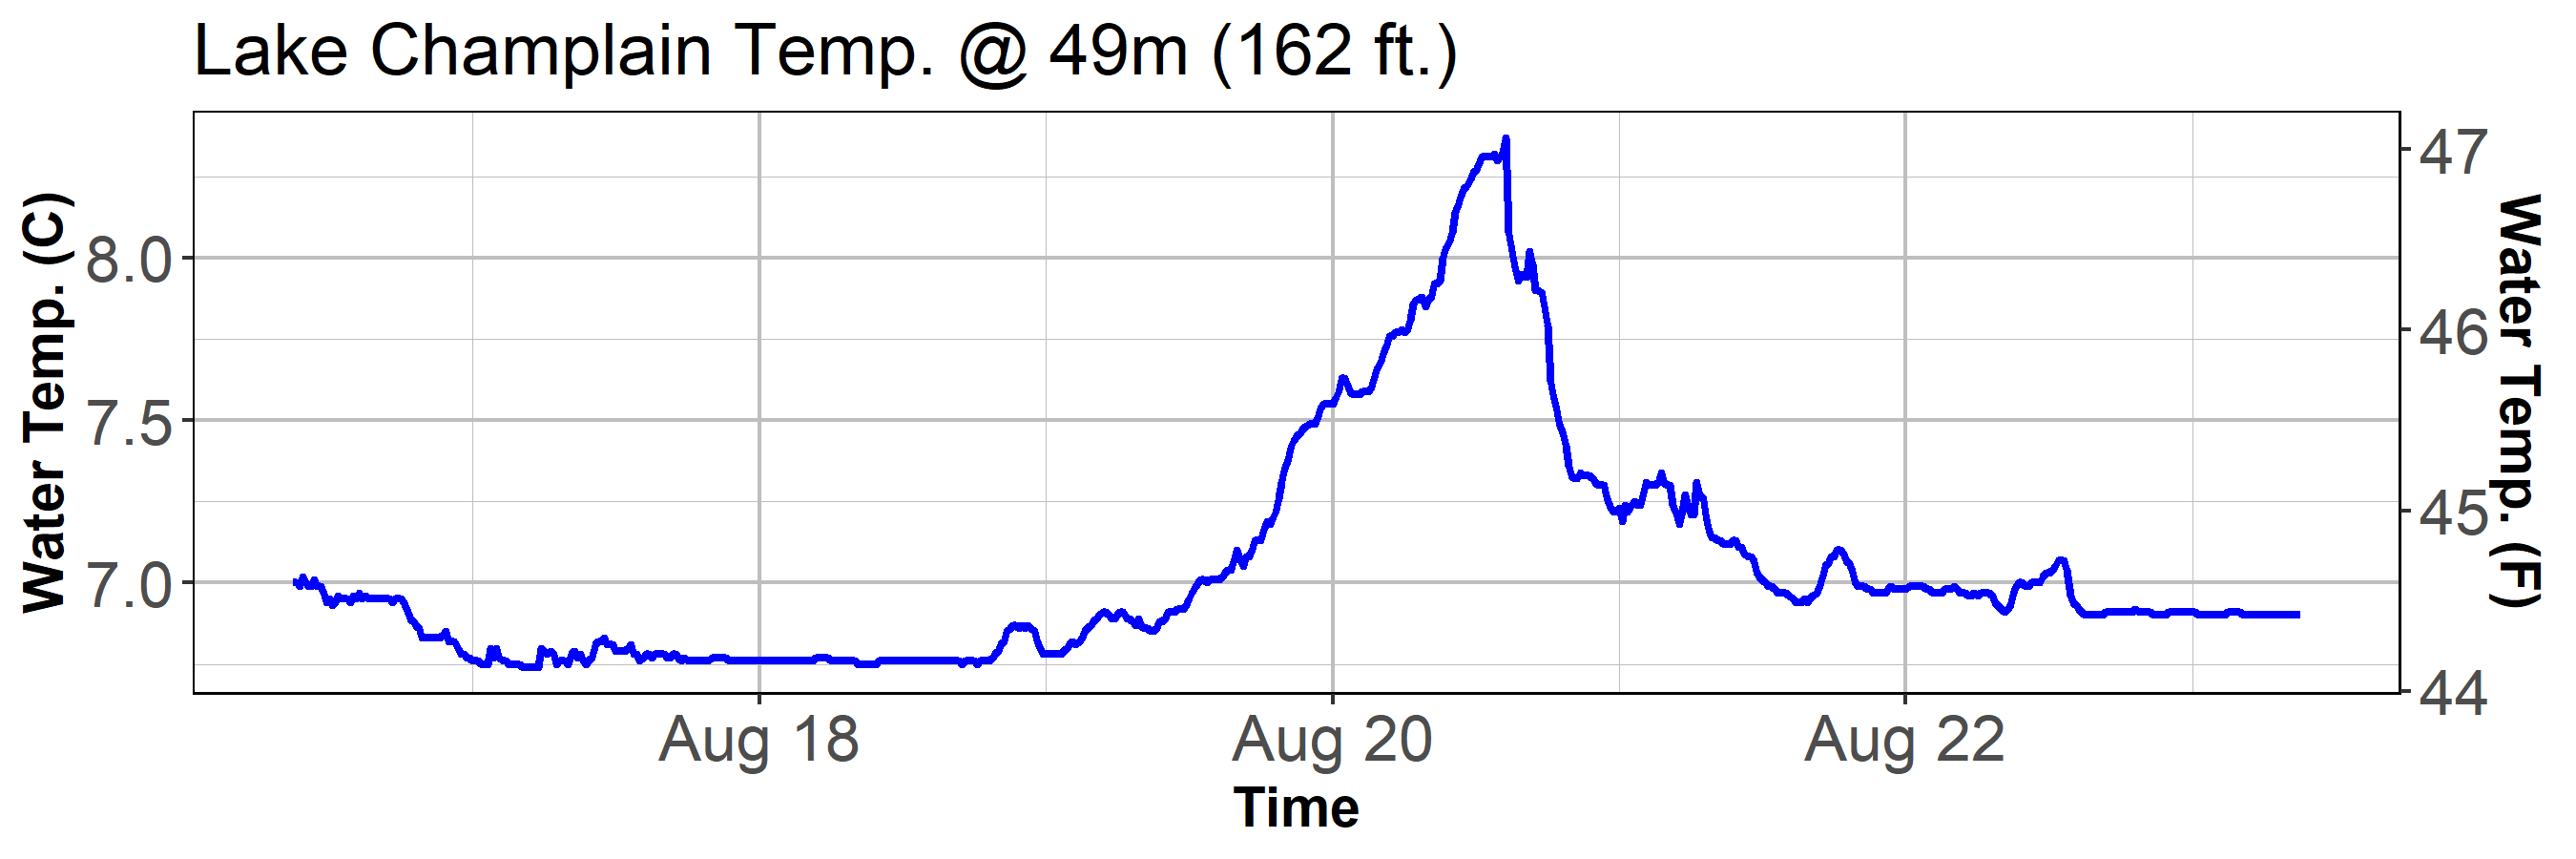 Lake Champlain Temp. @ 49m (162 ft.)
Water Temp. (C)
8.0
7.5
7.0
47
46
45
44
Water Temp. (F)
Aug 18 Aug 20 Aug 22
Time